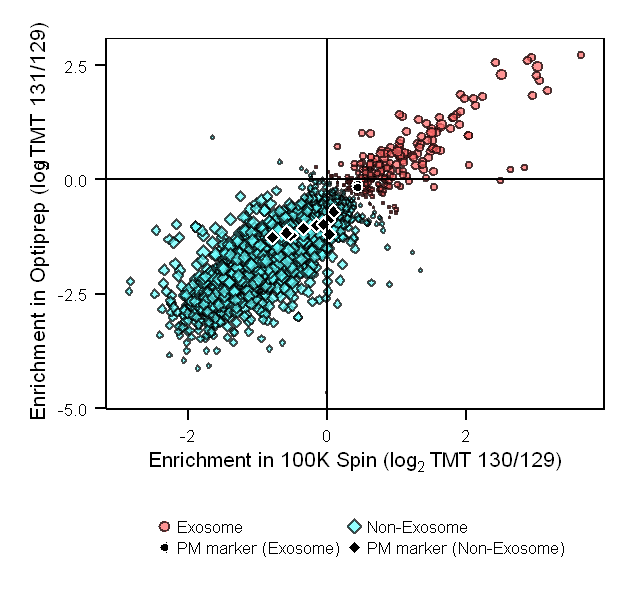 Enrichment in Optiprep (log2 TMT 131/129)
2.5
0.0
-2.5
-5.0
-2 0 2
Enrichment in 100K Spin (log2 TMT 130/129)
Exosome Non-Exosome
PM marker (Exosome) PM marker (Non-Exosome)